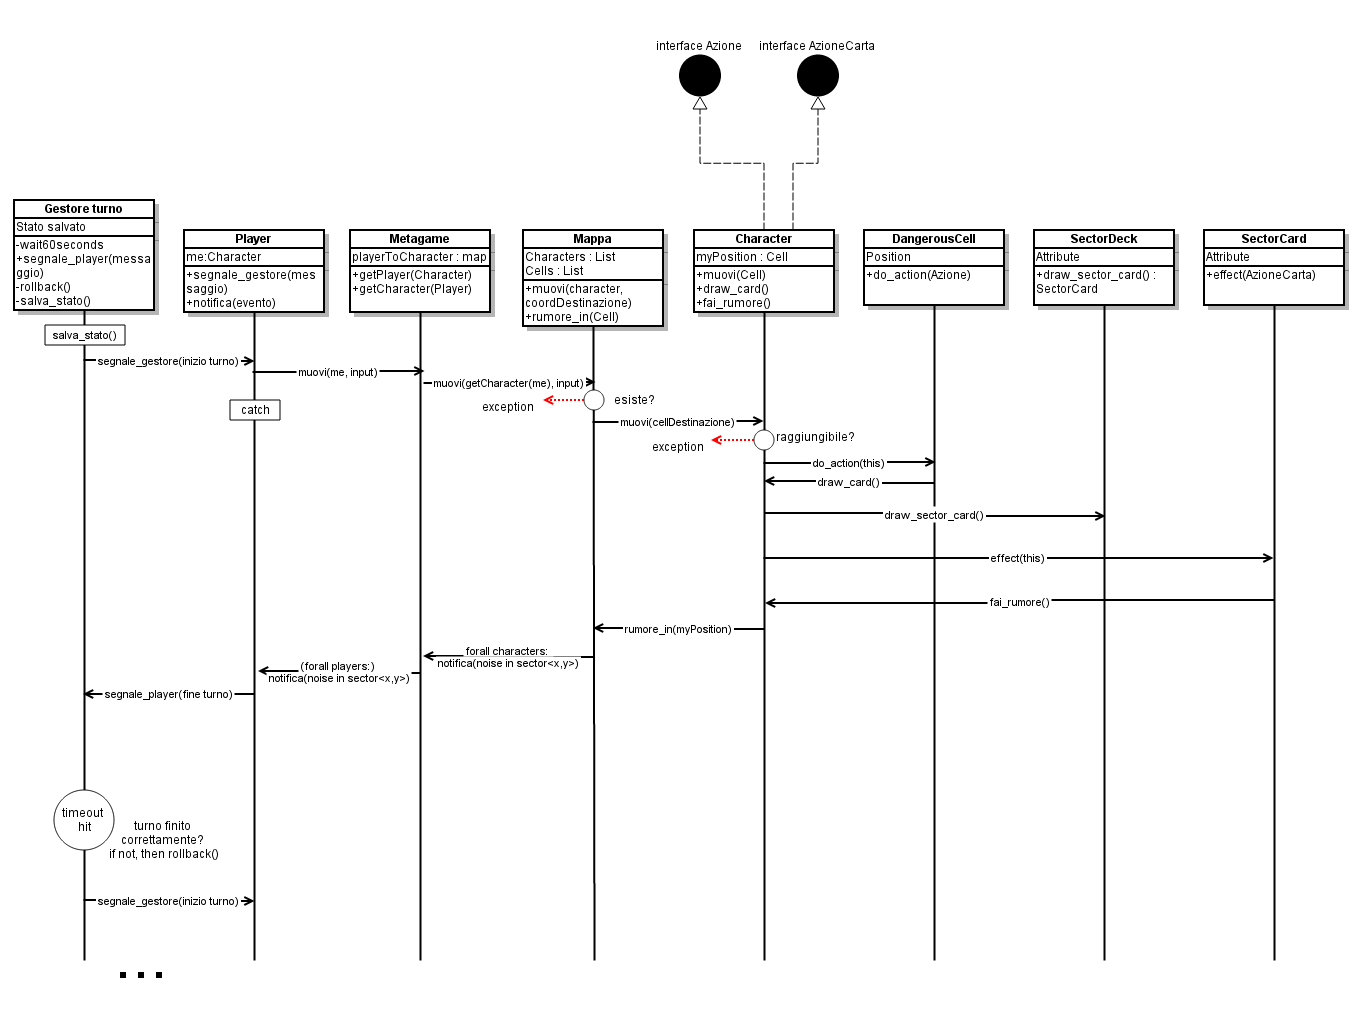 interface Azione
interface AzioneCarta
Gestore turno
Stato salvato
-wait60seconds
+segnale_player(messa
ggio)
-rollback()
-salva_stato()
Player
me:Character
+segnale_gestore(mes
saggio)
+notifica(evento)
Metagame
playerToCharacter : map
+getPlayer(Character)
+getCharacter(Player)
Mappa
Characters : List
Cells : List
+muovi(character,
coordDestinazione)
+rumore_in(Cell)
Character
myPosition : Cell
+muovi(Cell)
+draw_card()
+fai_rumore()
DangerousCell
Position
+do_action(Azione)
SectorDeck
Attribute
+draw_sector_card() :
SectorCard
SectorCard
Attribute
+effect(AzioneCarta)
salva_stato()
segnale_gestore(inizio turno)
muovi(me, input)
muovi(getCharacter(me), input)
catch
exception
esiste?
muovi(cellDestinazione)
exception
raggiungibile?
do_action(this)
draw_card()
draw_sector_card()
effect(this)
fai_rumore()
rumore_in(myPosition)
forall characters:
notifica(noise in sector<x,y>)
(forall players:)
notifica(noise in sector<x,y>)
segnale_player(fine turno)
timeout
hit
turno finito
correttamente?
if not, then rollback()
segnale_gestore(inizio turno)
...